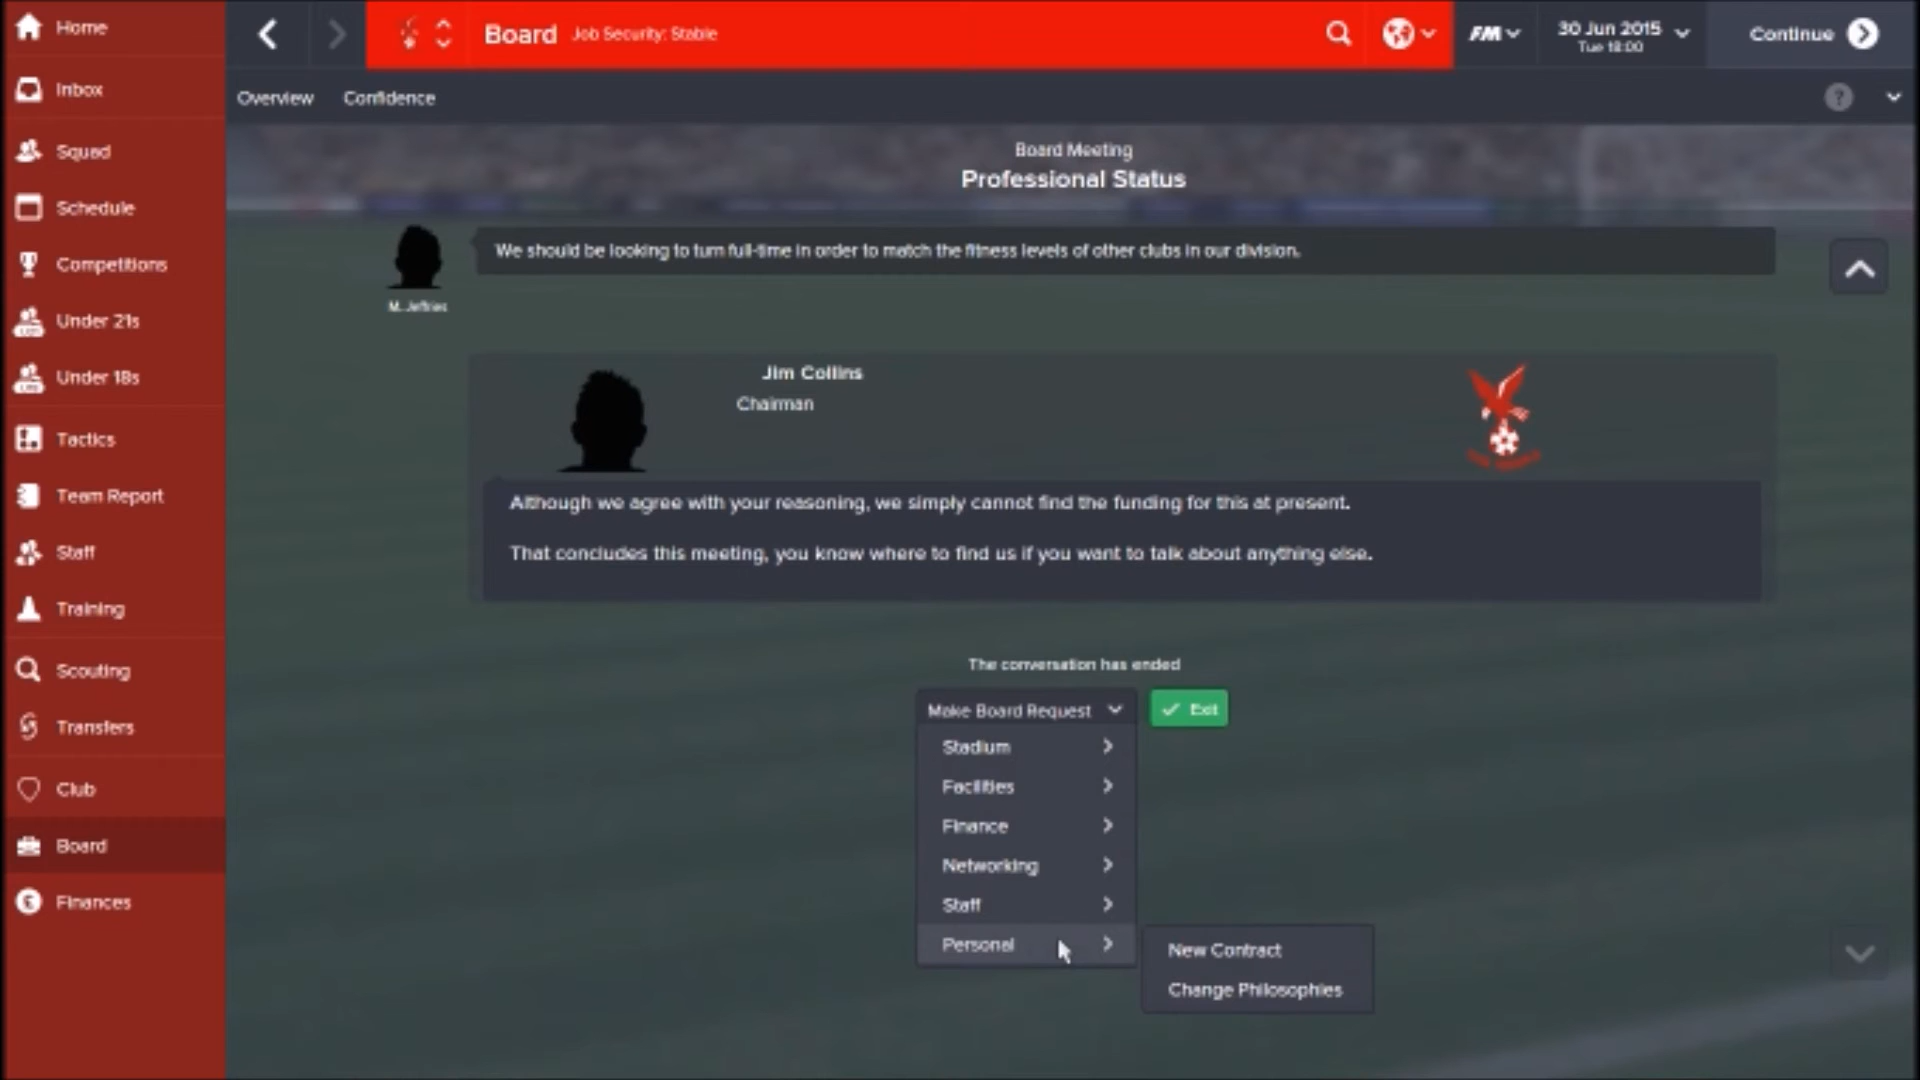 Home
Board
Job Security: Stable
FM
30 Jun 2015
Tue 18:00
Continue
Inbox
Overview
Confidence
Squad
Board Meeting
Professional Status
Schedule
We should be looking to turn full-time in order to match the fitness levels of other clubs in our division.
M. Jeffries
Competitions
Under 21s
Under 18s
Jim Collins
Chairman
Tactics
Team Report
Although we agree with your reasoning, we simply cannot find the funding for this at present.
Staff
That concludes this meeting, you know where to find us if you want to talk about anything else.
Training
Scouting
The conversation has ended
Transfers
Make Board Request
Exit
Stadium
Club
Facilities
Board
Finance
Networking
Finances
Staff
Personal
New Contract
Change Philosophies